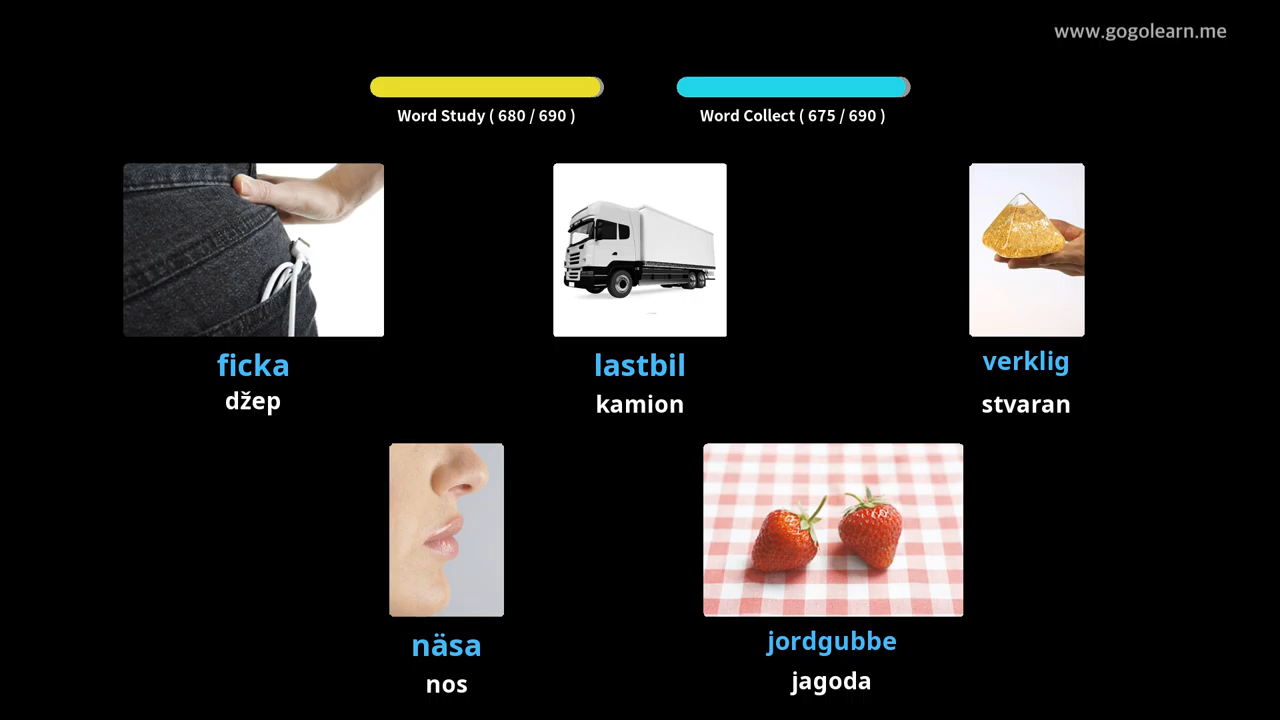 www.gogolearn.me
Word Study ( 680 / 690 )
Word Collect ( 675 / 690 )
ficka
džep
lastbil
kamion
verklig
stvaran
näsa
nos
jordgubbe
jagoda